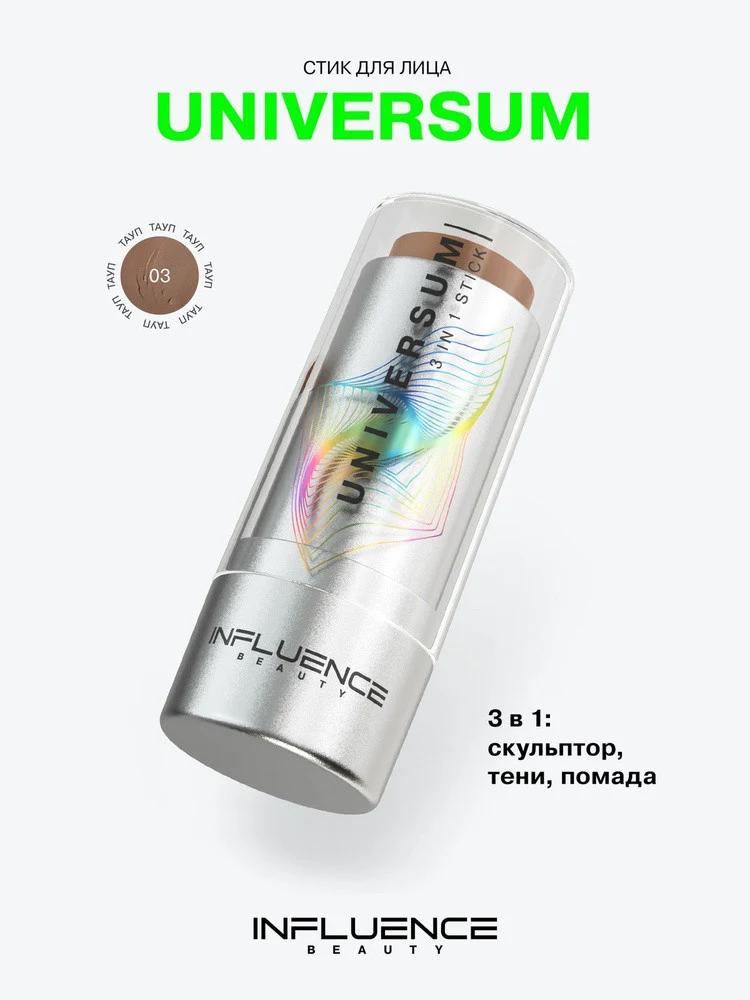 СТИК ДЛЯ ЛИЦА
UNIVERSUM
ТАУП ТАУП ТАУП ТАУП ТАУП ТАУП ТАУП ТАУП ТАУП
03
UNIVERSUM
3 IN 1 STICK
INFLUENCE
BEAUTY
3 в 1:
скульптор,
тени, помада
INFLUENCE
BEAUTY